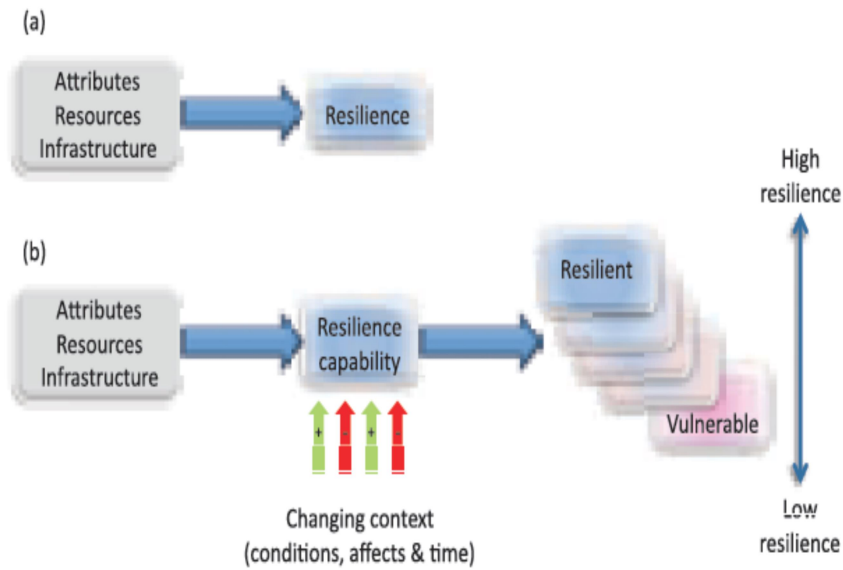 (a)
Attributes
Resources
Infrastructure
Resilience
High
resilience
(b)
Attributes
Resources
Infrastructure
Resilience
capability
Resilient
Vulnerable
+ - + -
Changing context
(conditions, affects & time)
Low
resilience